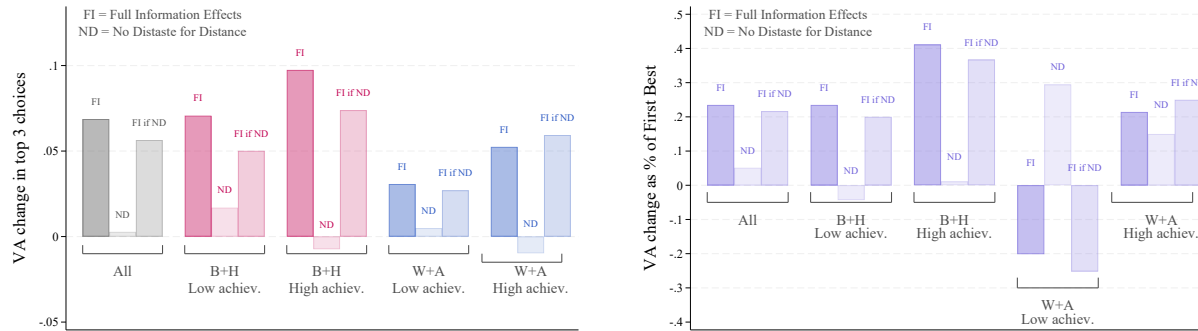 FI = Full Information Effects
ND = No Distaste for Distance
VA change in top 3 choices
.1
.05
0
-.05
FI
ND
FI if ND
FI
ND
FI if ND
FI
ND
FI if ND
FI
ND
FI if ND
FI
ND
FI if ND
All
B+H
Low achiev.
B+H
High achiev.
W+A
Low achiev.
W+A
High achiev.
FI = Full Information Effects
ND = No Distaste for Distance
VA change as % of First Best
.5
.4
.3
.2
.1
0
-.1
-.2
-.3
-.4
FI
ND
FI if ND
FI
ND
FI if ND
FI
ND
FI if ND
FI
ND
FI if ND
FI
ND
FI if ND
All
B+H
Low achiev.
B+H
High achiev.
W+A
Low achiev.
W+A
High achiev.